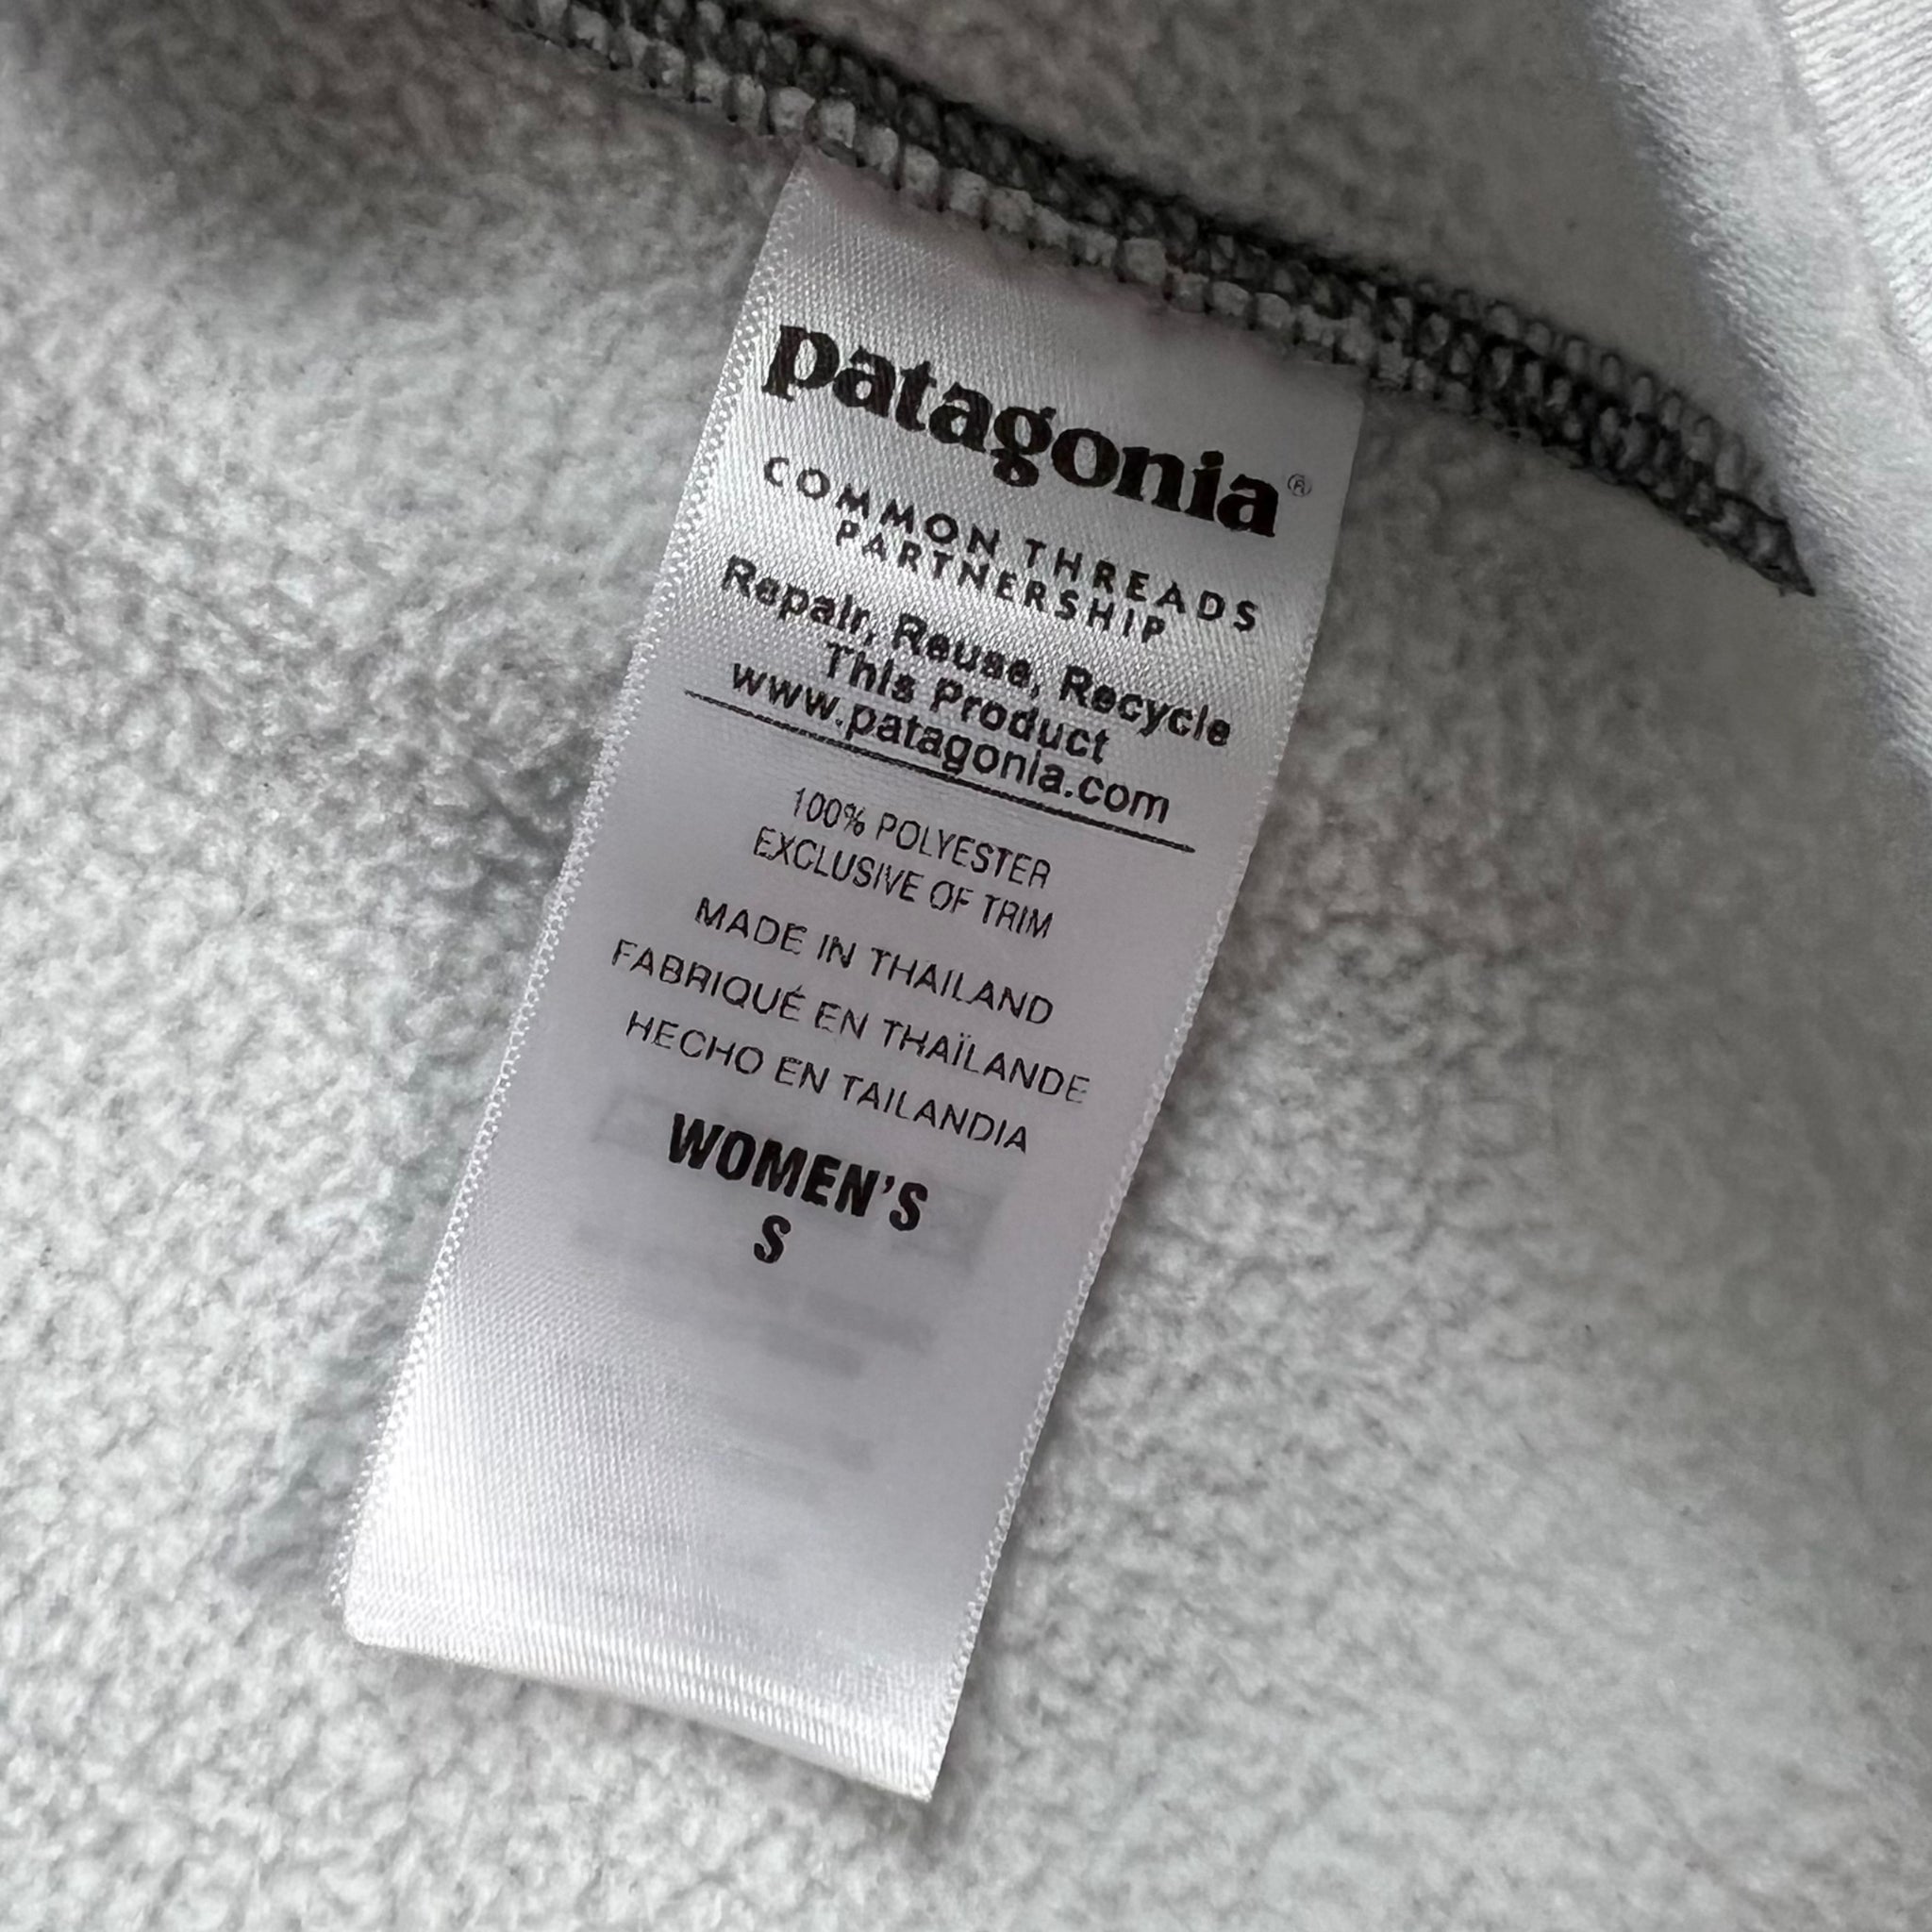 patagonia®
COMMON THREADS
PARTNERSHIP
Repair, Reuse, Recycle
This Product
www.patagonia.com
100% POLYESTER
EXCLUSIVE OF TRIM
MADE IN THAILAND
FABRIQUÉ EN THAÏLANDE
HECHO EN TAILANDIA
WOMEN'S
S